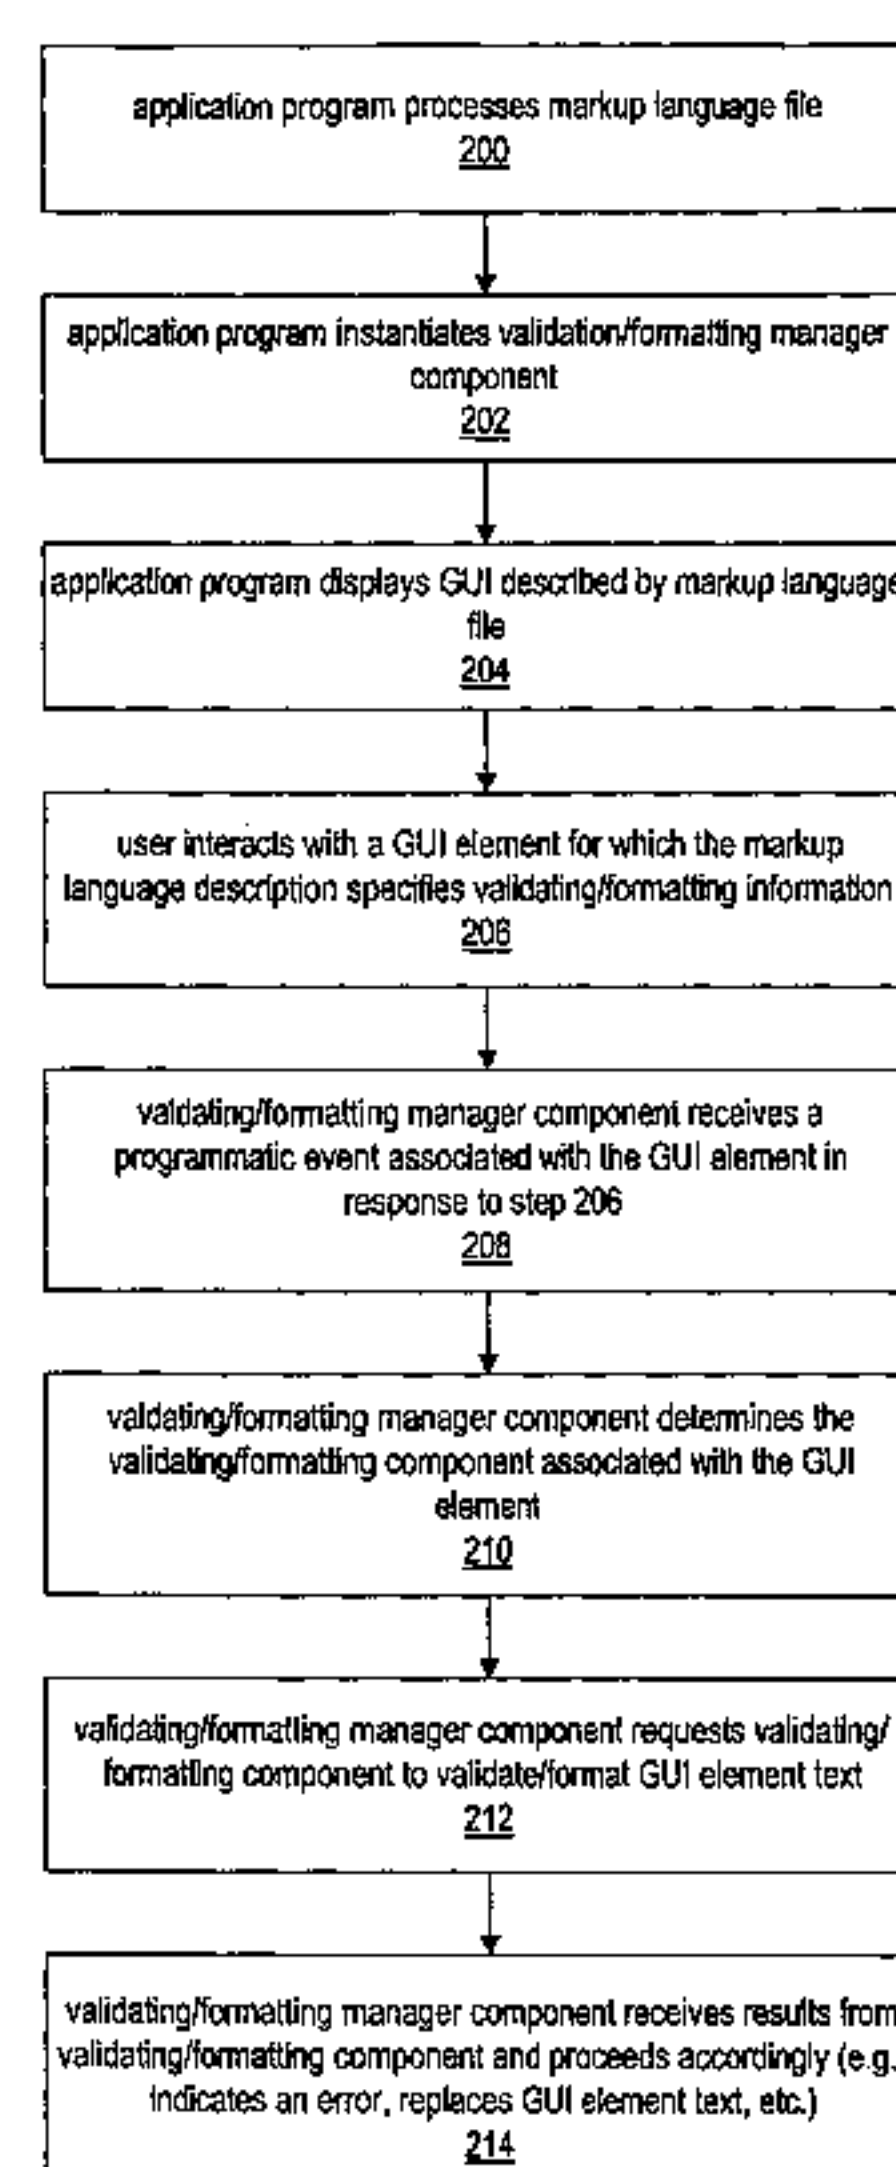 application program processes markup language file
200
application program instantiates validation/formatting manager
component
202
application program displays GUI described by markup language
file
204
user interacts with a GUI element for which the markup
language description specifies validating/formatting information
206
validating/formatting manager component receives a
programmatic event associated with the GUI element in
response to step 206
208
validating/formatting manager component determines the
validating/formatting component associated with the GUI
element
210
validating/formatting manager component requests validating/
formatting component to validate/format GUI element text
212
validating/formatting manager component receives results from
validating/formatting component and proceeds accordingly (e.g.,
indicates an error, replaces GUI element text, etc.)
214